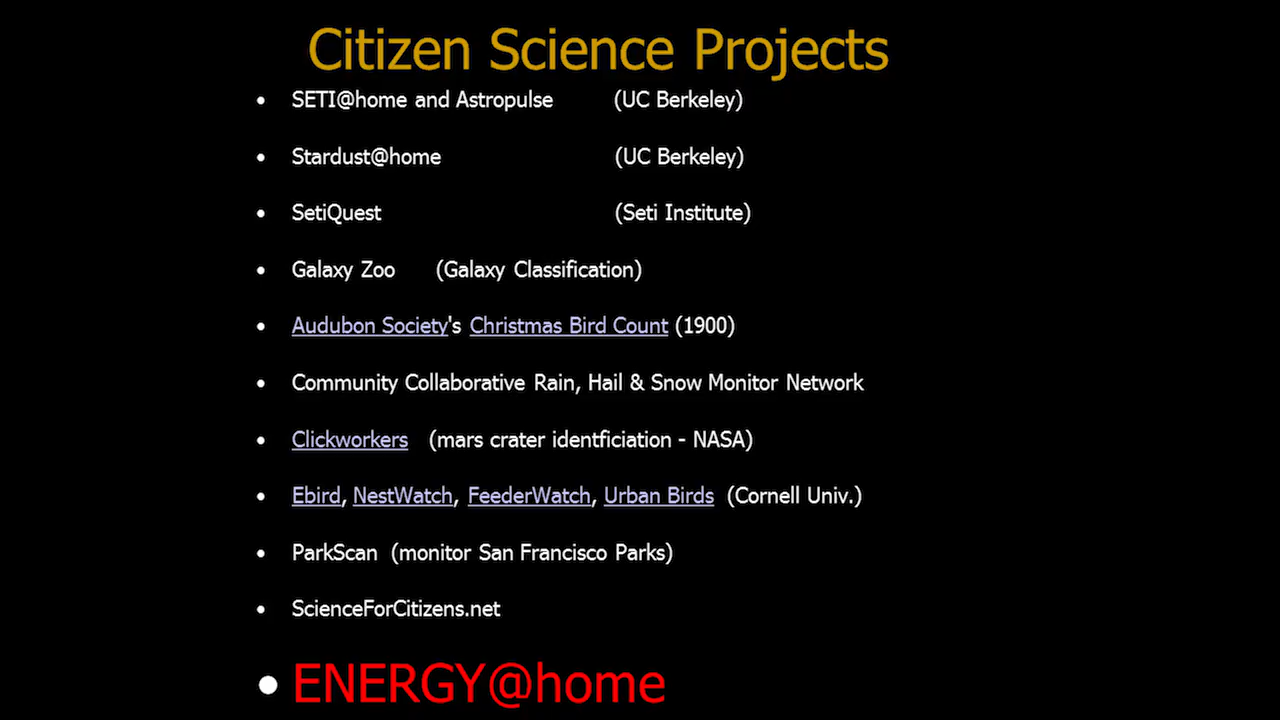 Citizen Science Projects
• SETI@home and Astropulse (UC Berkeley)
• Stardust@home (UC Berkeley)
• SetiQuest (Seti Institute)
• Galaxy Zoo (Galaxy Classification)
• Audubon Society's Christmas Bird Count (1900)
• Community Collaborative Rain, Hail & Snow Monitor Network
• Clickworkers (mars crater identficiation - NASA)
• Ebird, NestWatch, FeederWatch, Urban Birds (Cornell Univ.)
• ParkScan (monitor San Francisco Parks)
• ScienceForCitizens.net
• ENERGY@home